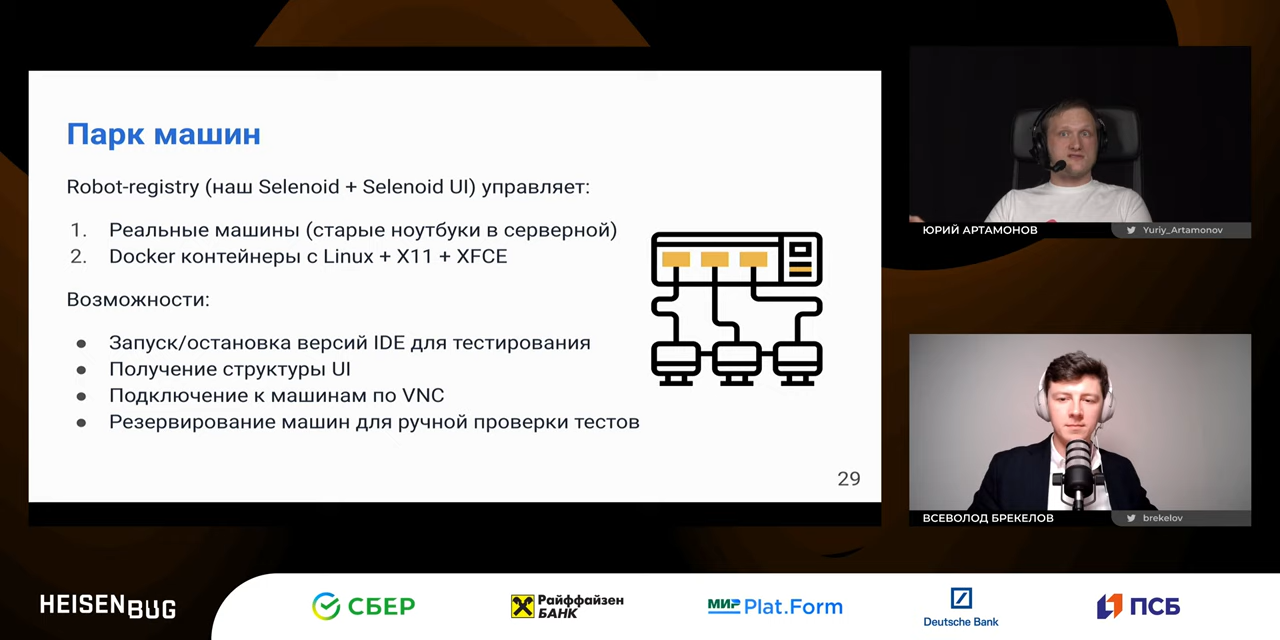 Парк машин
Robot-registry (наш Selenoid + Selenoid UI) управляет:
1. Реальные машины (старые ноутбуки в серверной)
2. Docker контейнеры с Linux + X11 + XFCE
Возможности:
● Запуск/остановка версий IDE для тестирования
● Получение структуры UI
● Подключение к машинам по VNC
● Резервирование машин для ручной проверки тестов
29
ЮРИЙ АРТАМОНОВ
Yuriy_Artamonov
ВСЕВОЛОД БРЕКЕЛОВ
brekelov
HEISENBUG
СБЕР
Райффайзен
БАНК
МИР Plat.Form
Deutsche Bank
ПСБ